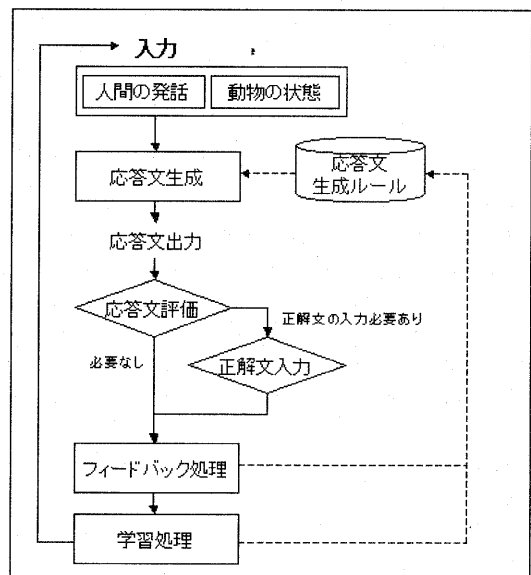 入力
人間の発話 動物の状態
応答文生成
応答文
生成ルール
応答文出力
応答文評価
正解文の入力必要あり
必要なし
正解文入力
フィードバック処理
学習処理